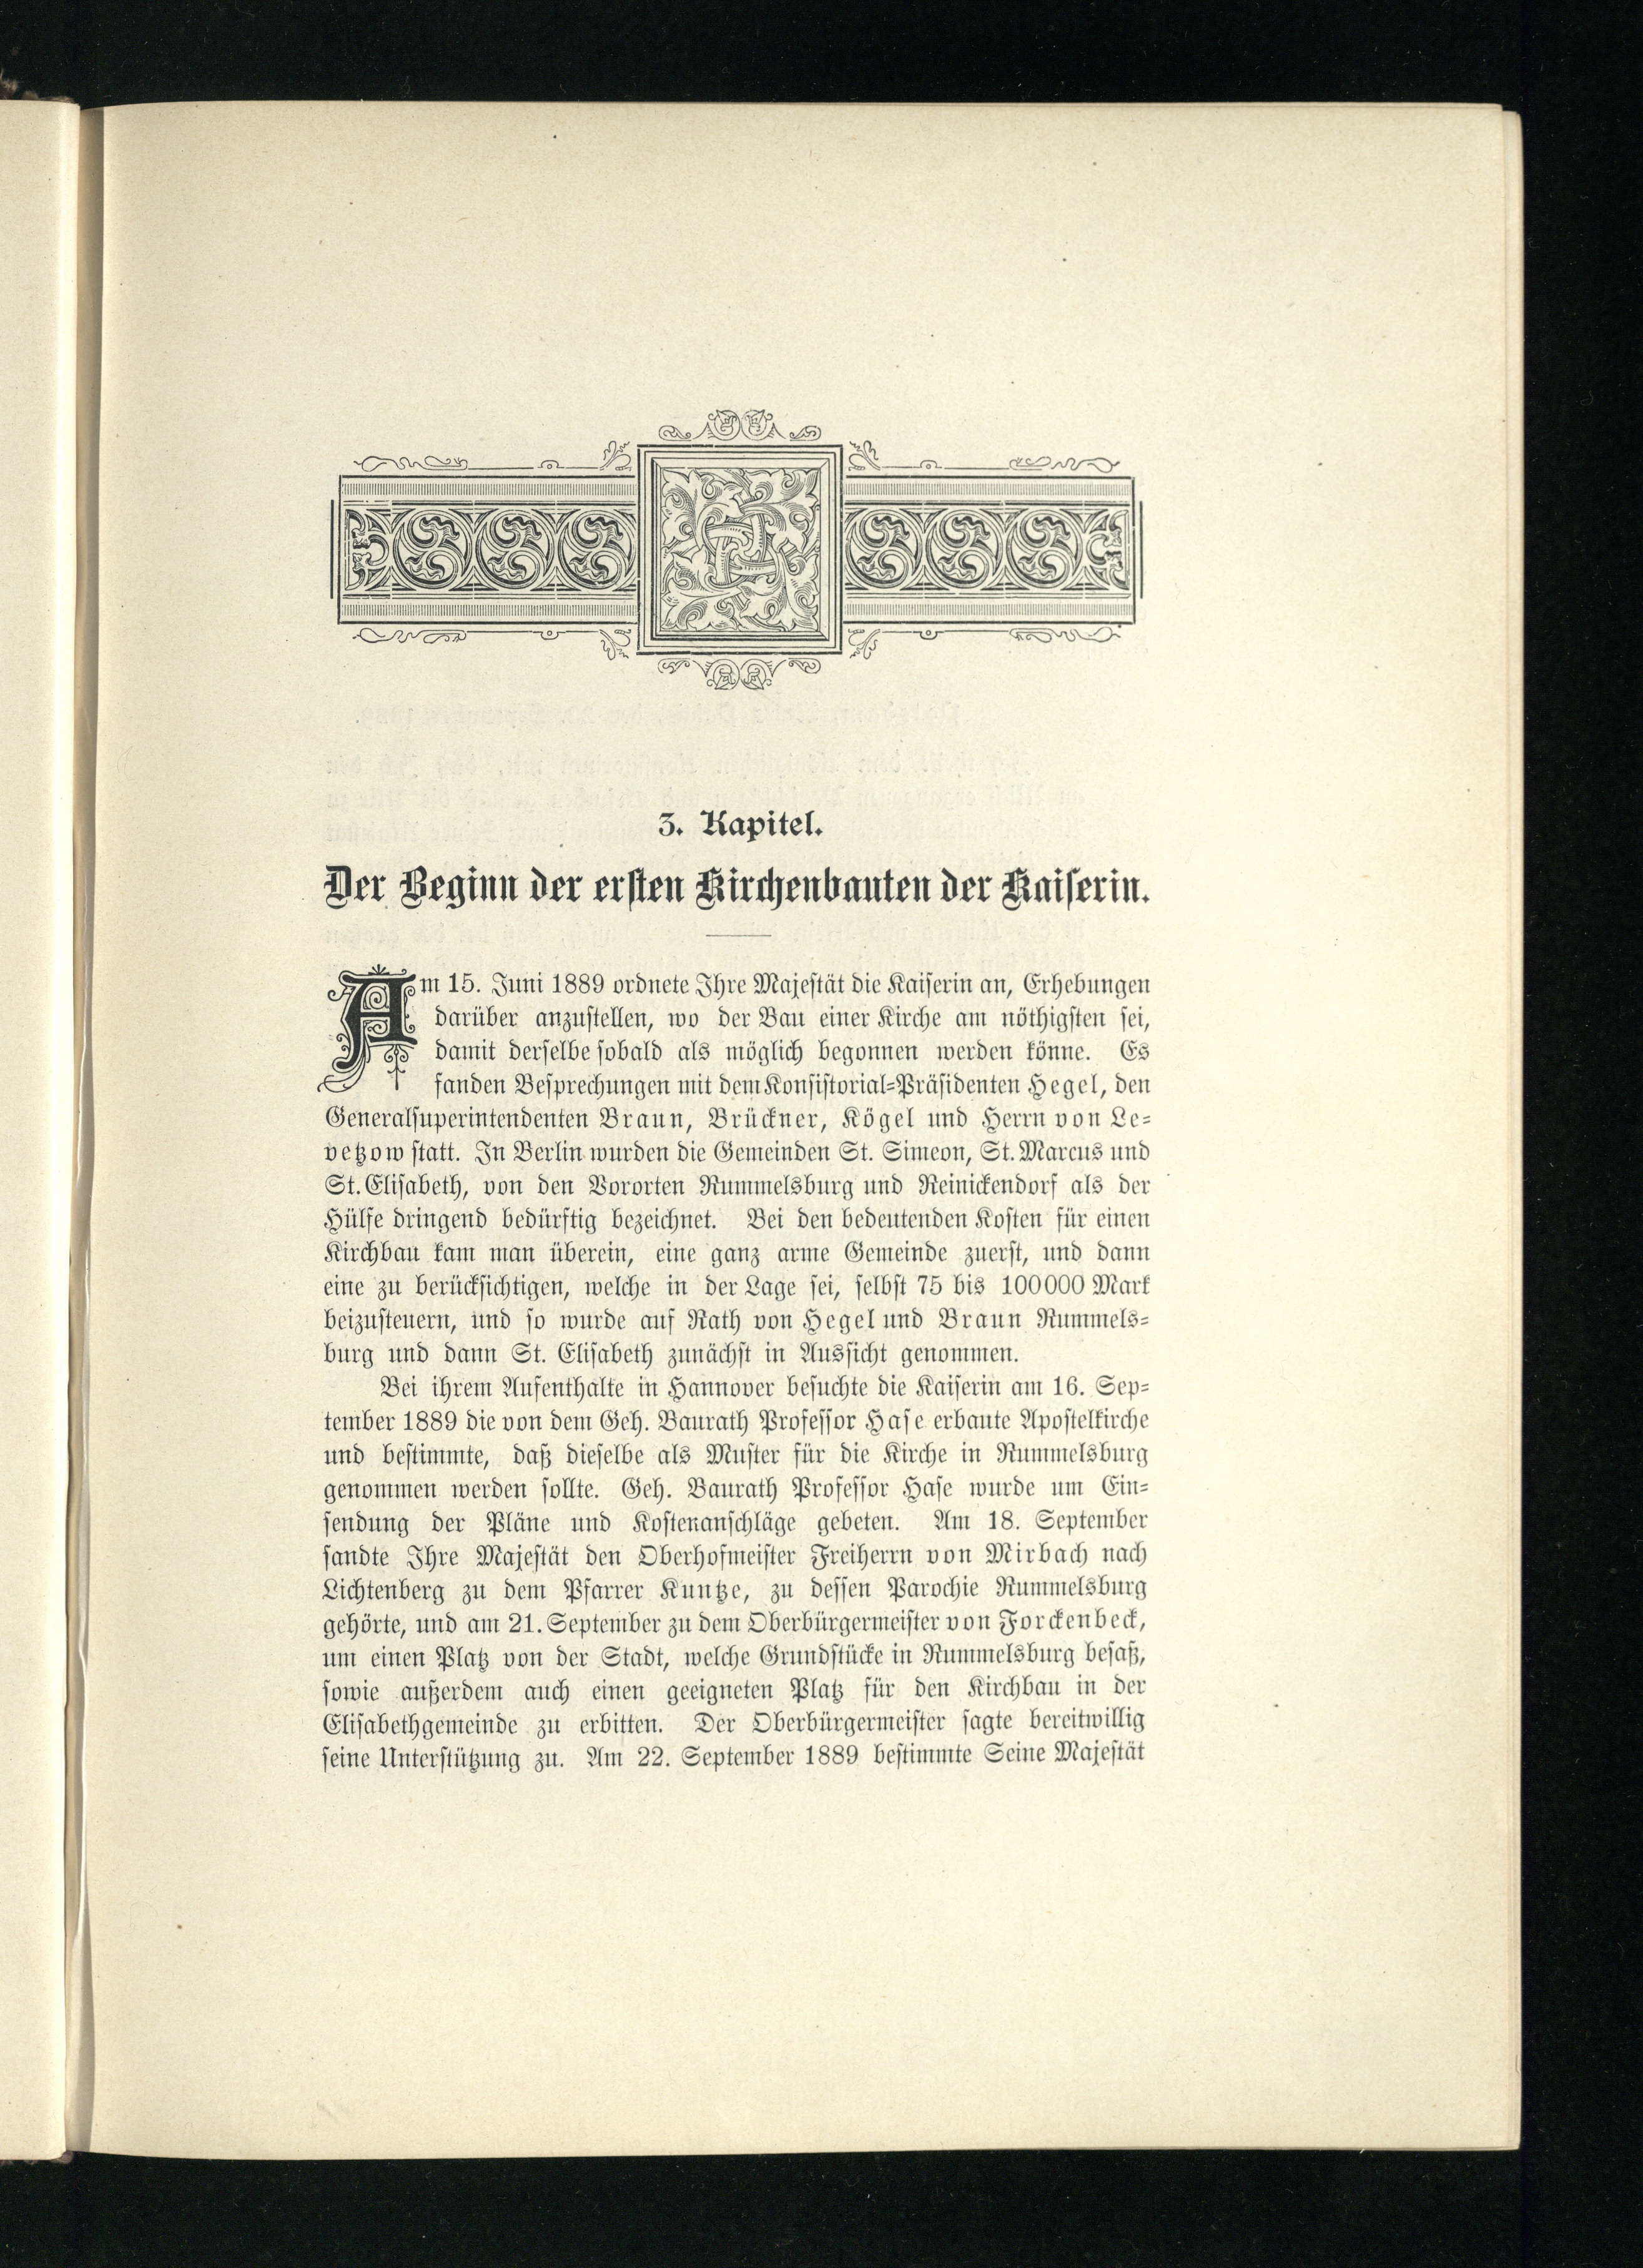 3. Kapitel.
Der Beginn der ersten Kirchenbauten der Kaiserin.
Am 15. Juni 1889 ordnete Ihre Majestät die Kaiserin an, Erhebungen
darüber anzustellen, wo der Bau einer Kirche am nöthigsten sei,
damit derselbe sobald als möglich begonnen werden könne. Es
fanden Besprechungen mit dem Konsistorial-Präsidenten Hegel, den
Generalsuperintendenten Braun, Brückner, Kögel und Herrn von Le-
vetzow statt. In Berlin wurden die Gemeinden St. Simeon, St. Marcus und
St. Elisabeth, von den Vororten Rummelsburg und Reinickendorf als der
Hülfe dringend bedürftig bezeichnet. Bei den bedeutenden Kosten für einen
Kirchbau kam man überein, eine ganz arme Gemeinde zuerst, und dann
eine zu berücksichtigen, welche in der Lage sei, selbst 75 bis 100000 Mark
beizusteuern, und so wurde auf Rath von Hegel und Braun Rummels-
burg und dann St. Elisabeth zunächst in Aussicht genommen.
Bei ihrem Aufenthalte in Hannover besuchte die Kaiserin am 16. Sep-
tember 1889 die von dem Geh. Baurath Professor Hase erbaute Apostelkirche
und bestimmte, daß dieselbe als Muster für die Kirche in Rummelsburg
genommen werden sollte. Geh. Baurath Professor Hase wurde um Ein-
sendung der Pläne und Kostenanschläge gebeten. Am 18. September
sandte Ihre Majestät den Oberhofmeister Freiherrn von Mirbach nach
Lichtenberg zu dem Pfarrer Kuntze, zu dessen Parochie Rummelsburg
gehörte, und am 21. September zu dem Oberbürgermeister von Forckenbeck,
um einen Platz von der Stadt, welche Grundstücke in Rummelsburg besaß,
sowie außerdem auch einen geeigneten Platz für den Kirchbau in der
Elisabethgemeinde zu erbitten. Der Oberbürgermeister sagte bereitwillig
seine Unterstützung zu. Am 22. September 1889 bestimmte Seine Majestät